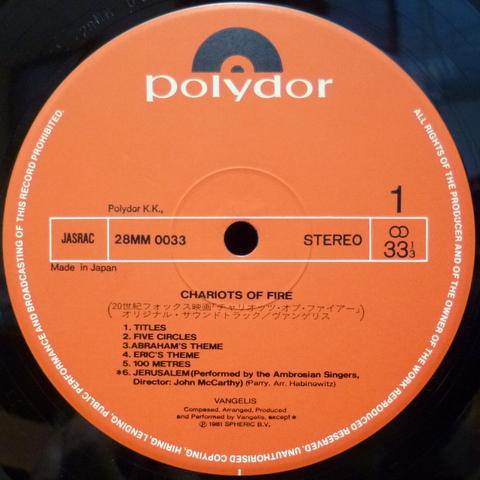 polydor
Polydor K.K.,
1
JASRAC
28MM 0033
STEREO
33 1/3
Made in Japan
CHARIOTS OF FIRE
(20世紀フォックス映画「チャリオッツ・オブ・ファイアー」
オリジナル・サウンドトラック/ヴァンゲリス)
1. TITLES
2. FIVE CIRCLES
3.ABRAHAM'S THEME
4. ERIC'S THEME
5. 100 METRES
*6. JERUSALEM(Performed by the Ambrosian Singers,
Director: John McCarthy) (Parry, Arr. Habinowitz)
VANGELIS
Composed, Arranged, Produced
and Performed by Vangelis, except *
Ⓟ 1981 SPHERIC B.V.
ALL RIGHTS OF THE PRODUCER AND OF THE OWNER OF THE WORK REPRODUCED RESERVED. UNAUTHORISED COPYING, HIRING, LENDING, PUBLIC PERFORMANCE AND BROADCASTING OF THIS RECORD PROHIBITED.